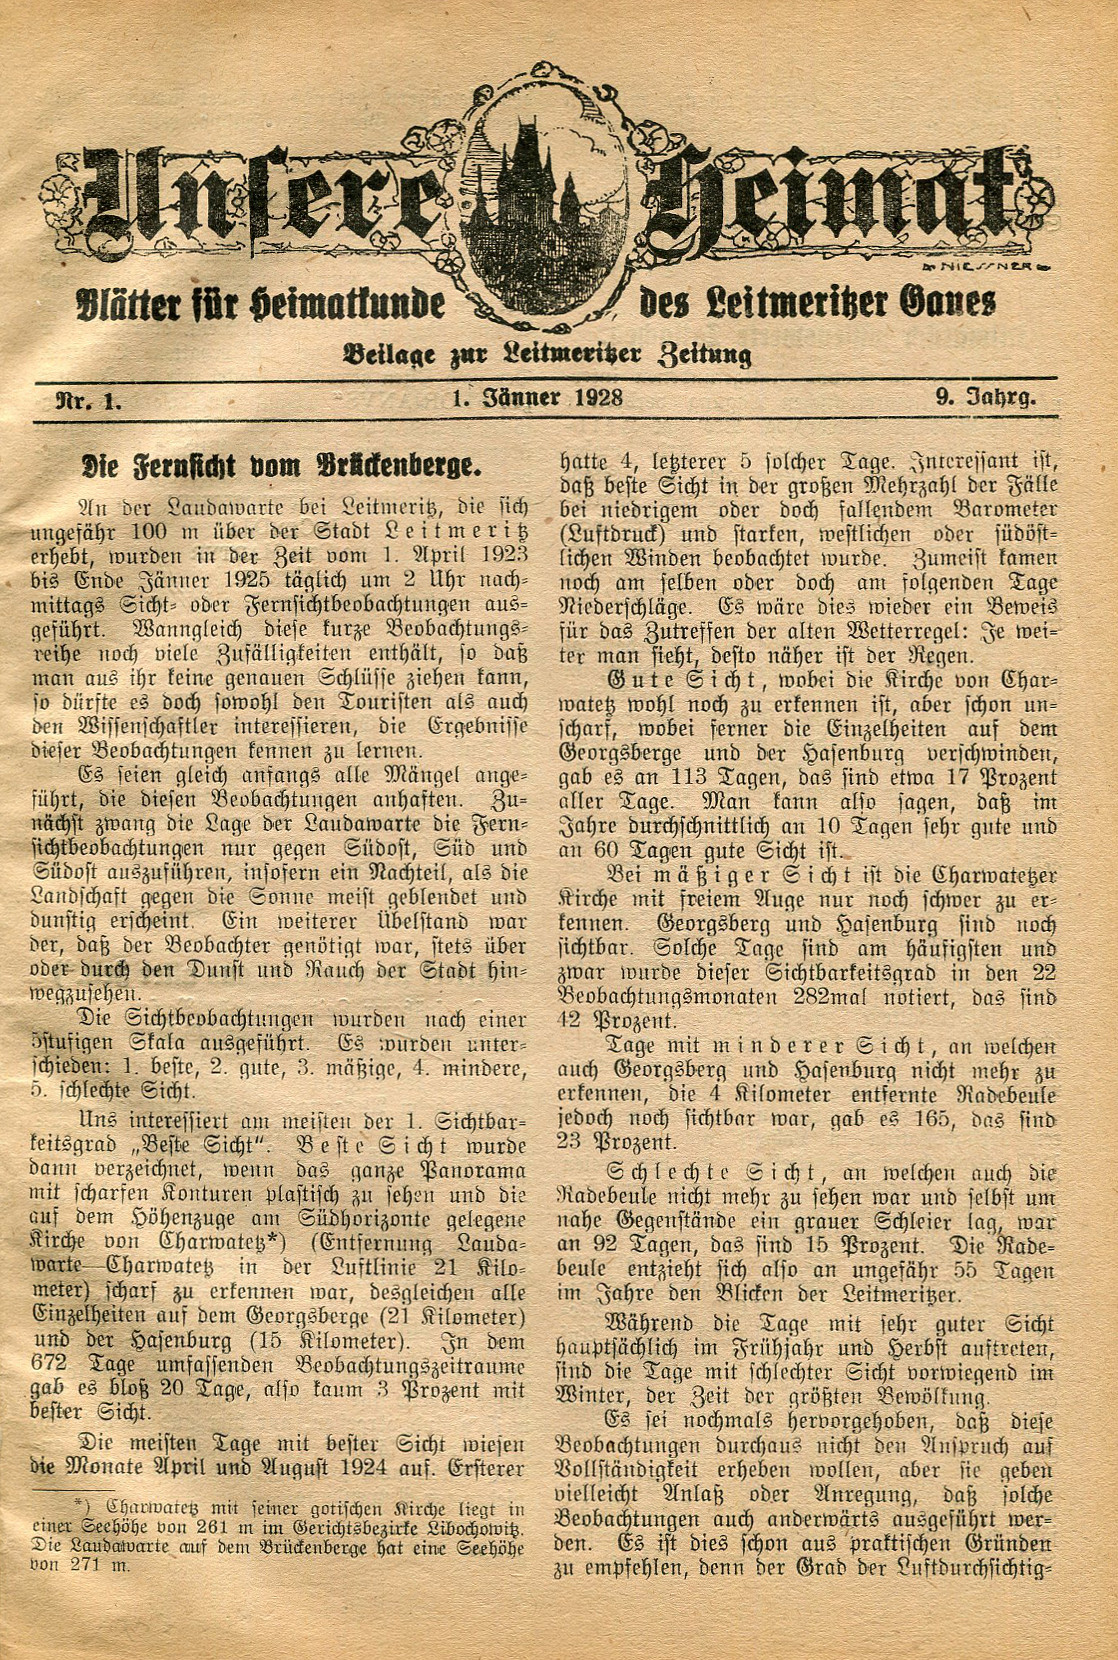 Unsere Heimat
A. NIESSNER
Blätter für Heimatkunde des Leitmeritzer Gaues
Beilage zur Leitmeritzer Zeitung
Nr. 1. 1. Jänner 1928 9. Jahrg.
Die Fernsicht vom Brückenberge.
An der Laudawarte bei Leitmeritz, die sich
ungefähr 100 m über der Stadt Leitmeritz
erhebt, wurden in der Zeit vom 1. April 1923
bis Ende Jänner 1925 täglich um 2 Uhr nach-
mittags Sicht- oder Fernsichtbeobachtungen aus-
geführt. Wanngleich diese kurze Beobachtungs-
reihe noch viele Zufälligkeiten enthält, so daß
man aus ihr keine genauen Schlüsse ziehen kann,
so dürfte es doch sowohl den Touristen als auch
den Wissenschaftler interessieren, die Ergebnisse
dieser Beobachtungen kennen zu lernen.
Es seien gleich anfangs alle Mängel ange-
führt, die diesen Beobachtungen anhaften. Zu-
nächst zwang die Lage der Laudawarte die Fern-
sichtbeobachtungen nur gegen Südost, Süd und
Südost auszuführen, insofern ein Nachteil, als die
Landschaft gegen die Sonne meist geblendet und
dunstig erscheint. Ein weiterer Übelstand war
der, daß der Beobachter genötigt war, stets über
oder durch den Dunst und Rauch der Stadt hin-
wegzusehen.
Die Sichtbeobachtungen wurden nach einer
5stufigen Skala ausgeführt. Es wurden unter-
schieden: 1. beste, 2. gute, 3. mäßige, 4. mindere,
5. schlechte Sicht.
Uns interessiert am meisten der 1. Sichtbar-
keitsgrad „Beste Sicht“. Beste Sicht wurde
dann verzeichnet, wenn das ganze Panorama
mit scharfen Konturen plastisch zu sehen und die
auf dem Höhenzuge am Südhorizonte gelegene
Kirche von Charwatetz*) (Entfernung Lauda-
warte—Charwatetz in der Luftlinie 21 Kilo-
meter) scharf zu erkennen war, desgleichen alle
Einzelheiten auf dem Georgsberge (21 Kilometer)
und der Hasenburg (15 Kilometer). In dem
672 Tage umfassenden Beobachtungszeitraume
gab es bloß 20 Tage, also kaum 3 Prozent mit
bester Sicht.
Die meisten Tage mit bester Sicht wiesen
die Monate April und August 1924 auf. Ersterer
*) Charwatetz mit seiner gotischen Kirche liegt in
einer Seehöhe von 261 m im Gerichtsbezirke Libochowitz.
Die Laudawarte auf dem Brückenberge hat eine Seehöhe
von 271 m.
hatte 4, letzterer 5 solcher Tage. Interessant ist,
daß beste Sicht in der großen Mehrzahl der Fälle
bei niedrigem oder doch fallendem Barometer
(Luftdruck) und starken, westlichen oder südöst-
lichen Winden beobachtet wurde. Zumeist kamen
noch am selben oder doch am folgenden Tage
Niederschläge. Es wäre dies wieder ein Beweis
für das Zutreffen der alten Wetterregel: Je wei-
ter man sieht, desto näher ist der Regen.
Gute Sicht, wobei die Kirche von Char-
watetz wohl noch zu erkennen ist, aber schon un-
scharf, wobei ferner die Einzelheiten auf dem
Georgsberge und der Hasenburg verschwinden,
gab es an 113 Tagen, das sind etwa 17 Prozent
aller Tage. Man kann also sagen, daß im
Jahre durchschnittlich an 10 Tagen sehr gute und
an 60 Tagen gute Sicht ist.
Bei mäßiger Sicht ist die Charwatetzer
Kirche mit freiem Auge nur noch schwer zu er-
kennen. Georgsberg und Hasenburg sind noch
sichtbar. Solche Tage sind am häufigsten und
zwar wurde dieser Sichtbarkeitsgrad in den 22
Beobachtungsmonaten 282mal notiert, das sind
42 Prozent.
Tage mit minderer Sicht, an welchen
auch Georgsberg und Hasenburg nicht mehr zu
erkennen, die 4 Kilometer entfernte Radebeule
jedoch noch sichtbar war, gab es 165, das sind
23 Prozent.
Schlechte Sicht, an welchen auch die
Radebeule nicht mehr zu sehen war und selbst um
nahe Gegenstände ein grauer Schleier lag, war
an 92 Tagen, das sind 15 Prozent. Die Rade-
beule entzieht sich also an ungefähr 55 Tagen
im Jahre den Blicken der Leitmeritzer.
Während die Tage mit sehr guter Sicht
hauptsächlich im Frühjahr und Herbst auftreten,
sind die Tage mit schlechter Sicht vorwiegend im
Winter, der Zeit der größten Bewölkung.
Es sei nochmals hervorgehoben, daß diese
Beobachtungen durchaus nicht den Anspruch auf
Vollständigkeit erheben wollen, aber sie geben
vielleicht Anlaß oder Anregung, daß solche
Beobachtungen auch anderwärts ausgeführt wer-
den. Es ist dies schon aus praktischen Gründen
zu empfehlen, denn der Grad der Luftdurchsichtig-